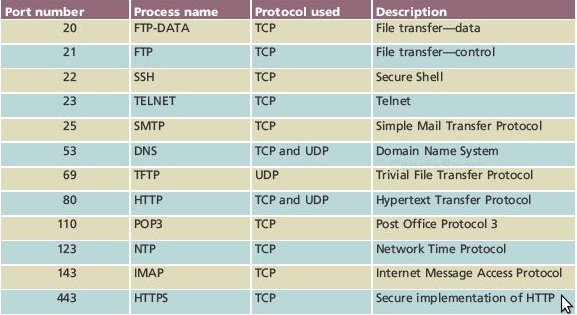 Port number Process name Protocol used Description
20 FTP-DATA TCP File transfer—data
21 FTP TCP File transfer—control
22 SSH TCP Secure Shell
23 TELNET TCP Telnet
25 SMTP TCP Simple Mail Transfer Protocol
53 DNS TCP and UDP Domain Name System
69 TFTP UDP Trivial File Transfer Protocol
80 HTTP TCP and UDP Hypertext Transfer Protocol
110 POP3 TCP Post Office Protocol 3
123 NTP TCP Network Time Protocol
143 IMAP TCP Internet Message Access Protocol
443 HTTPS TCP Secure implementation of HTTP